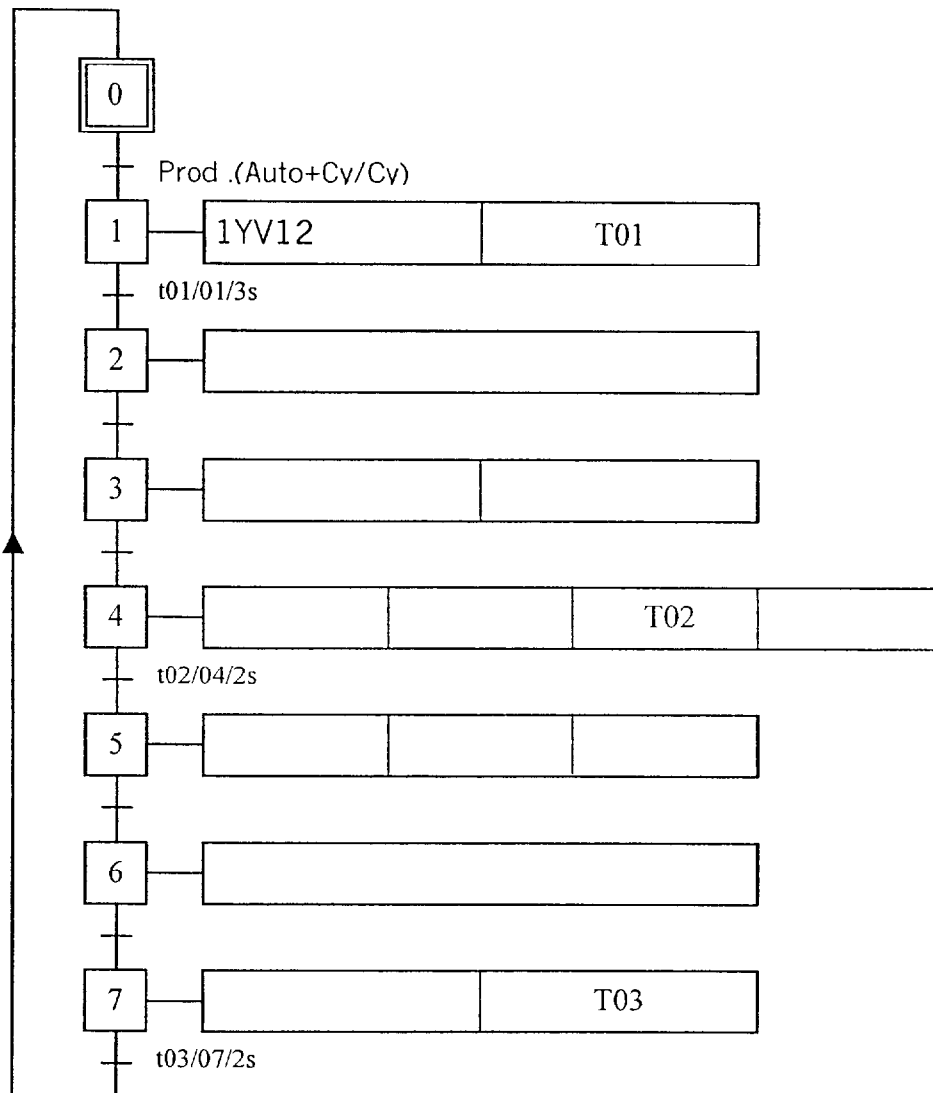 0
Prod .(Auto+Cy/Cy)
1 1YV12 T01
t01/01/3s
2
3
4 T02
t02/04/2s
5
6
7 T03
t03/07/2s